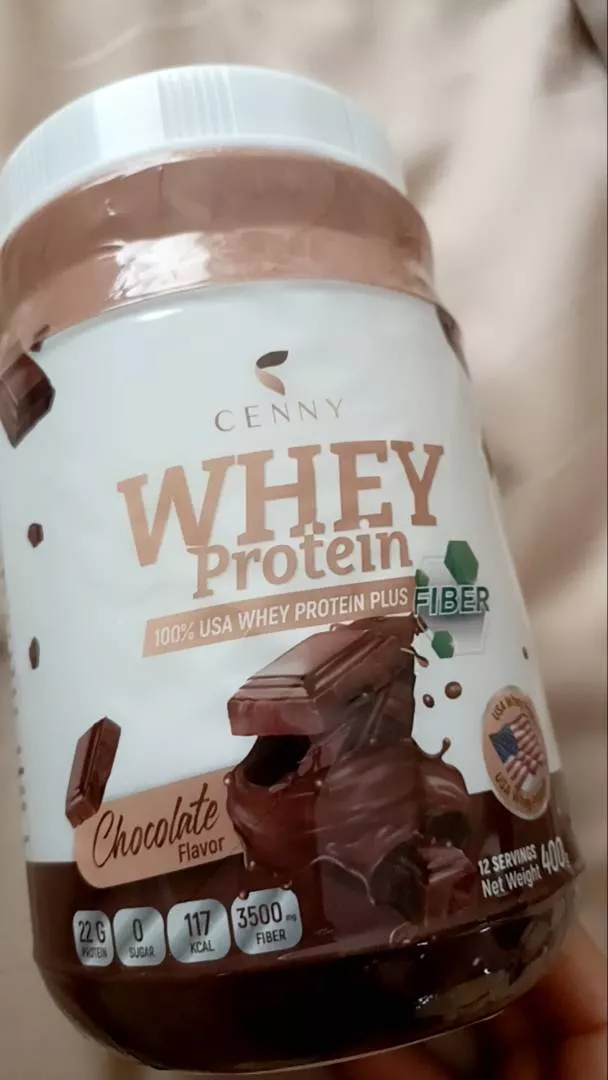 CENNY
WHEY
Protein
100% USA WHEY PROTEIN PLUS FIBER
Chocolate
Flavor
22 G
PROTEIN
0
SUGAR
117
KCAL
3500 mg
FIBER
12 SERVINGS
Net Weight 400